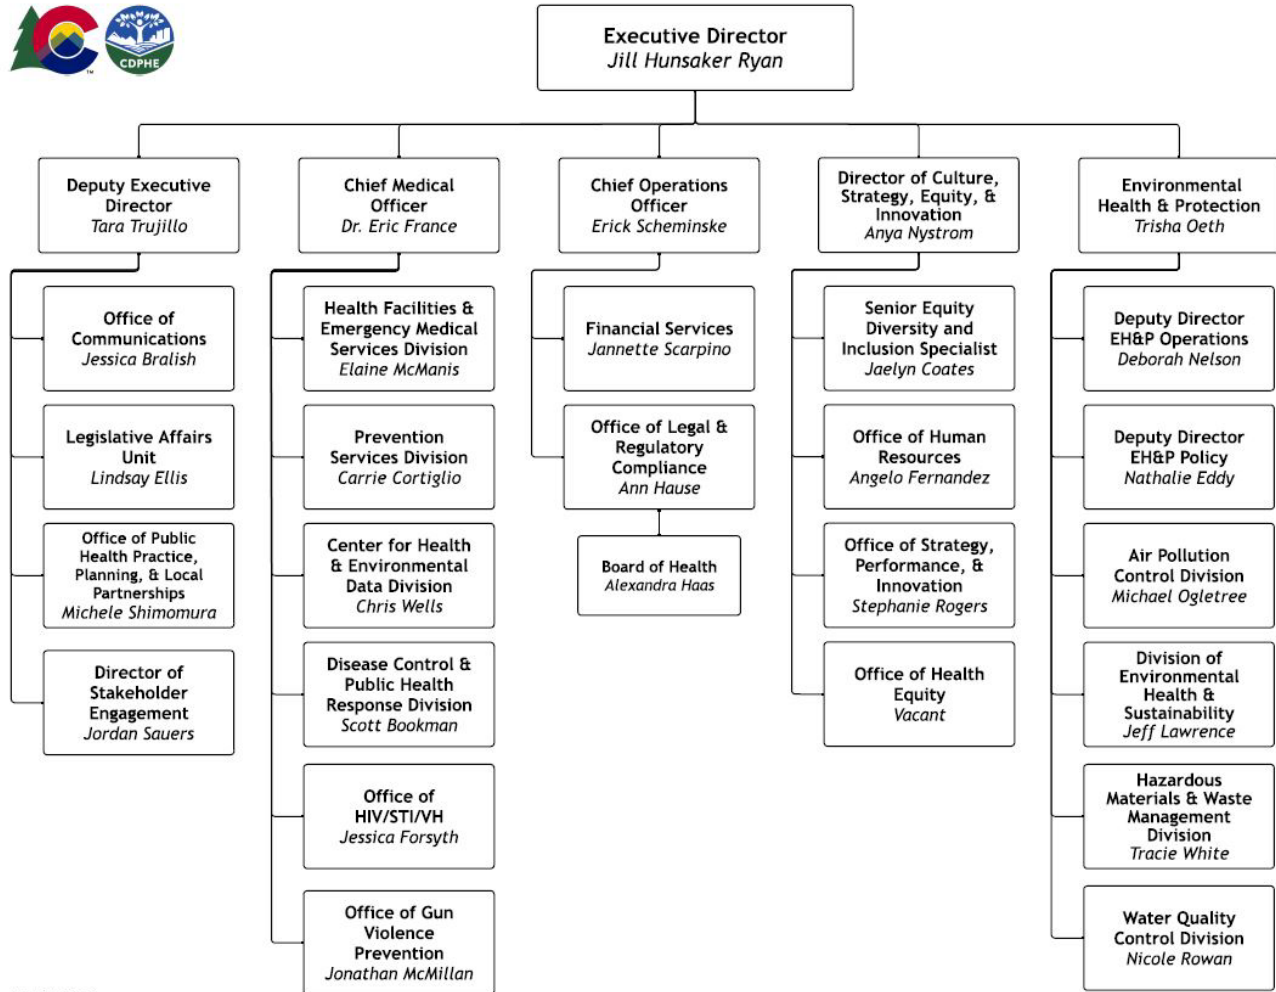 CDPHE
Executive Director
Jill Hunsaker Ryan
Deputy Executive
Director
Tara Trujillo
Office of
Communications
Jessica Bralish
Legislative Affairs
Unit
Lindsay Ellis
Office of Public
Health Practice,
Planning, & Local
Partnerships
Michele Shimomura
Director of
Stakeholder
Engagement
Jordan Sauers
Chief Medical
Officer
Dr. Eric France
Health Facilities &
Emergency Medical
Services Division
Elaine McManis
Prevention
Services Division
Carrie Cortiglio
Center for Health
& Environmental
Data Division
Chris Wells
Disease Control &
Public Health
Response Division
Scott Bookman
Office of
HIV/STI/VH
Jessica Forsyth
Office of Gun
Violence
Prevention
Jonathan McMillan
Chief Operations
Officer
Erick Scheminske
Financial Services
Jannette Scarpino
Office of Legal &
Regulatory
Compliance
Ann Hause
Board of Health
Alexandra Haas
Director of Culture,
Strategy, Equity, &
Innovation
Anya Nystrom
Senior Equity
Diversity and
Inclusion Specialist
Jaelyn Coates
Office of Human
Resources
Angelo Fernandez
Office of Strategy,
Performance, &
Innovation
Stephanie Rogers
Office of Health
Equity
Vacant
Environmental
Health & Protection
Trisha Oeth
Deputy Director
EH&P Operations
Deborah Nelson
Deputy Director
EH&P Policy
Nathalie Eddy
Air Pollution
Control Division
Michael Ogletree
Division of
Environmental
Health &
Sustainability
Jeff Lawrence
Hazardous
Materials & Waste
Management
Division
Tracie White
Water Quality
Control Division
Nicole Rowan